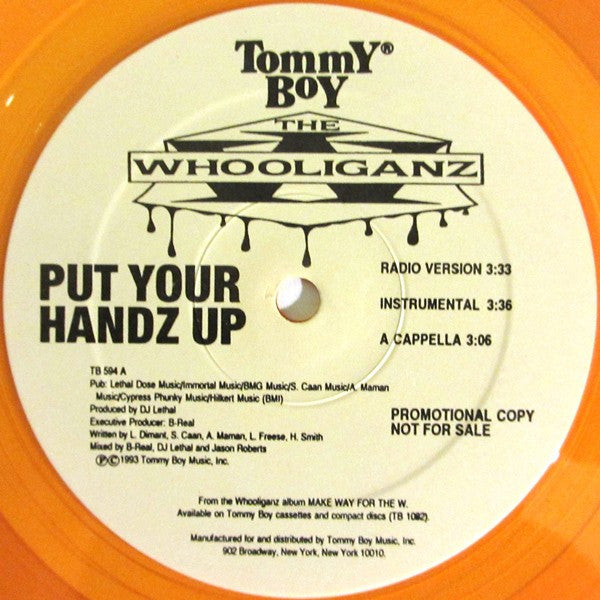 TOMMY® BOY
THE
WHOOLIGANZ
PUT YOUR
HANDZ UP
RADIO VERSION 3:33
INSTRUMENTAL 3:36
A CAPPELLA 3:06
TB 594 A
Pub: Lethal Dose Music/Immortal Music/BMG Music/S. Caan Music/A. Maman
Music/Cypress Phunky Music/Hilkert Music (BMI)
Produced by DJ Lethal
Executive Producer: B-Real
Written by L. Dimant, S. Caan, A. Maman, L. Freese, H. Smith
Mixed by B-Real, DJ Lethal and Jason Roberts
ⓅⒸ1993 Tommy Boy Music, Inc.
PROMOTIONAL COPY
NOT FOR SALE
From the Whooliganz album MAKE WAY FOR THE W.
Available on Tommy Boy cassettes and compact discs (TB 1082).
Manufactured for and distributed by Tommy Boy Music, Inc.
902 Broadway, New York, New York 10010.